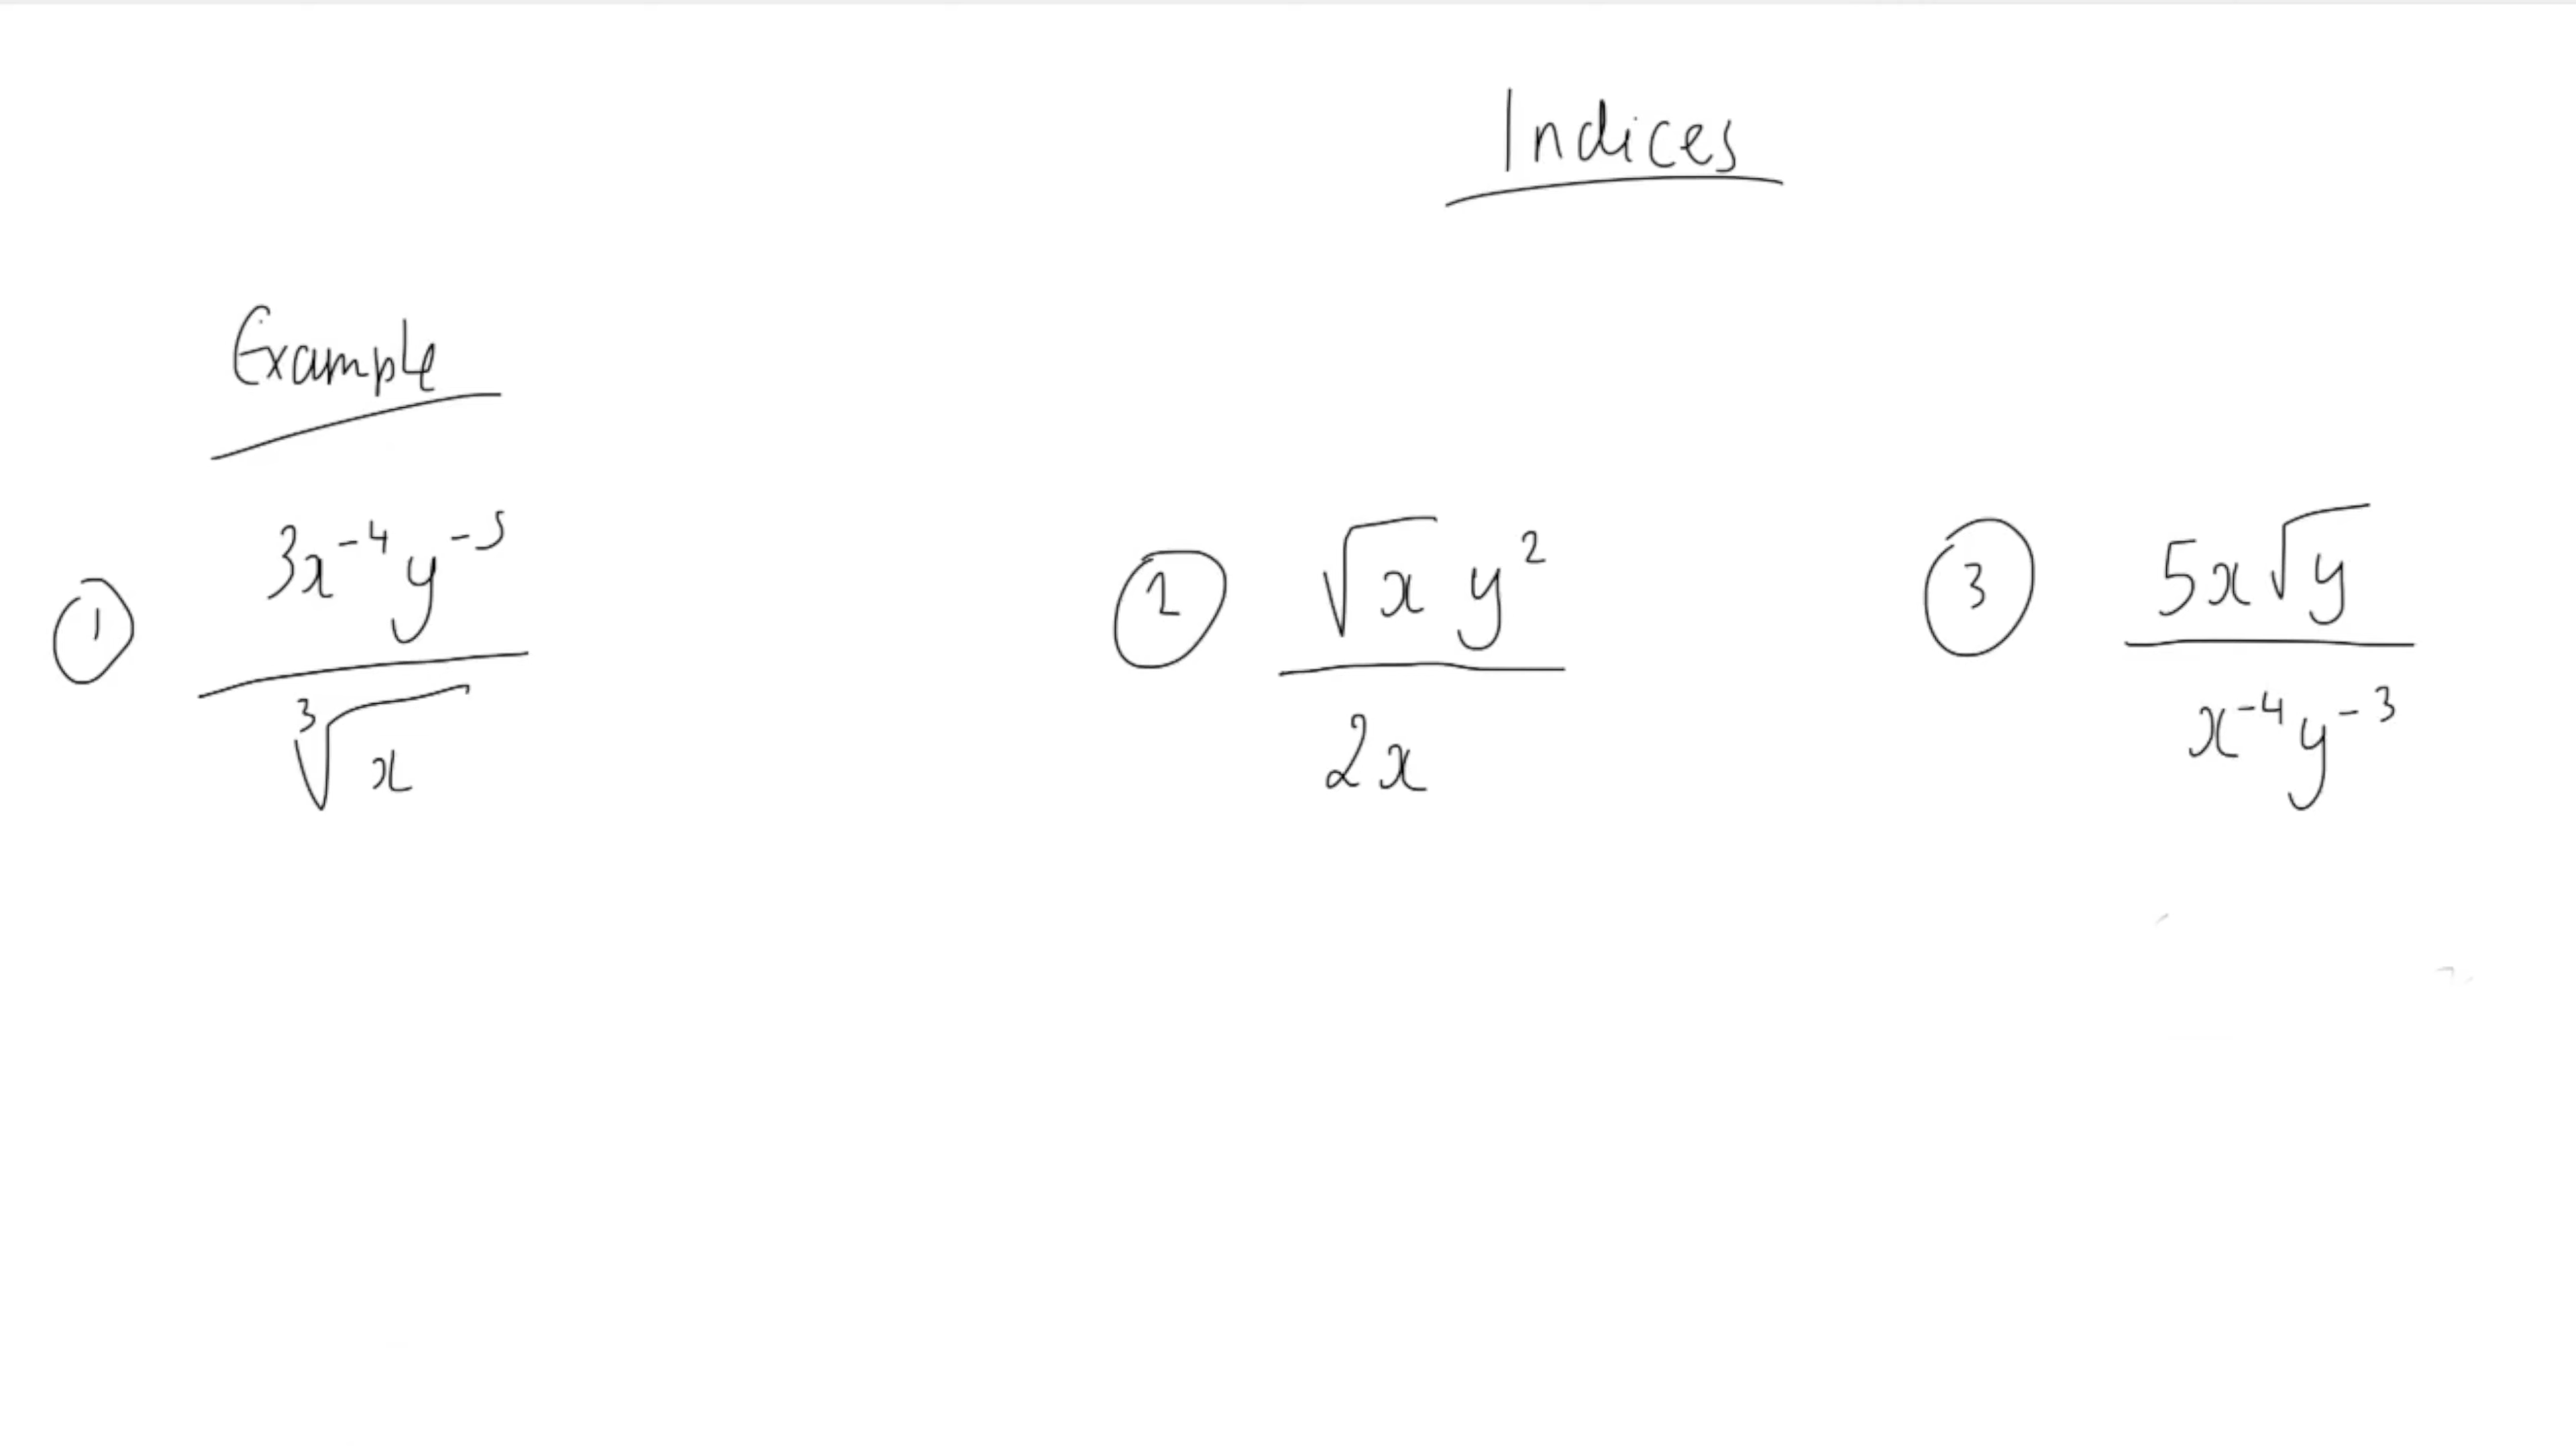 Indices
Example
① 3x⁻⁴y⁻⁵ / ∛x
② √x y² / 2x
③ 5x√y / x⁻⁴y⁻³